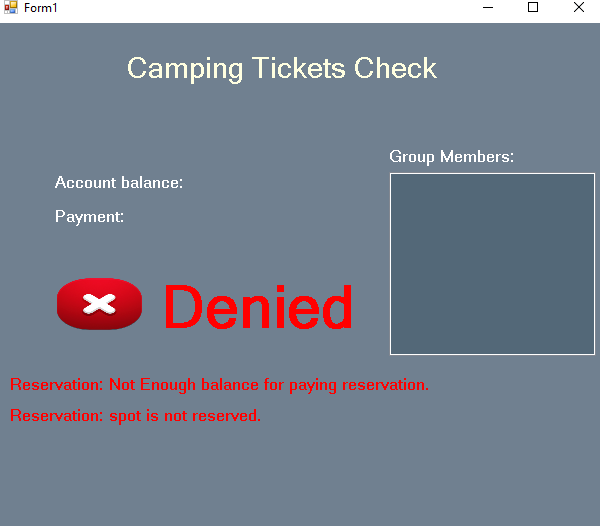 Form1
Camping Tickets Check
Group Members:
Account balance:
Payment:
Denied
Reservation: Not Enough balance for paying reservation.
Reservation: spot is not reserved.